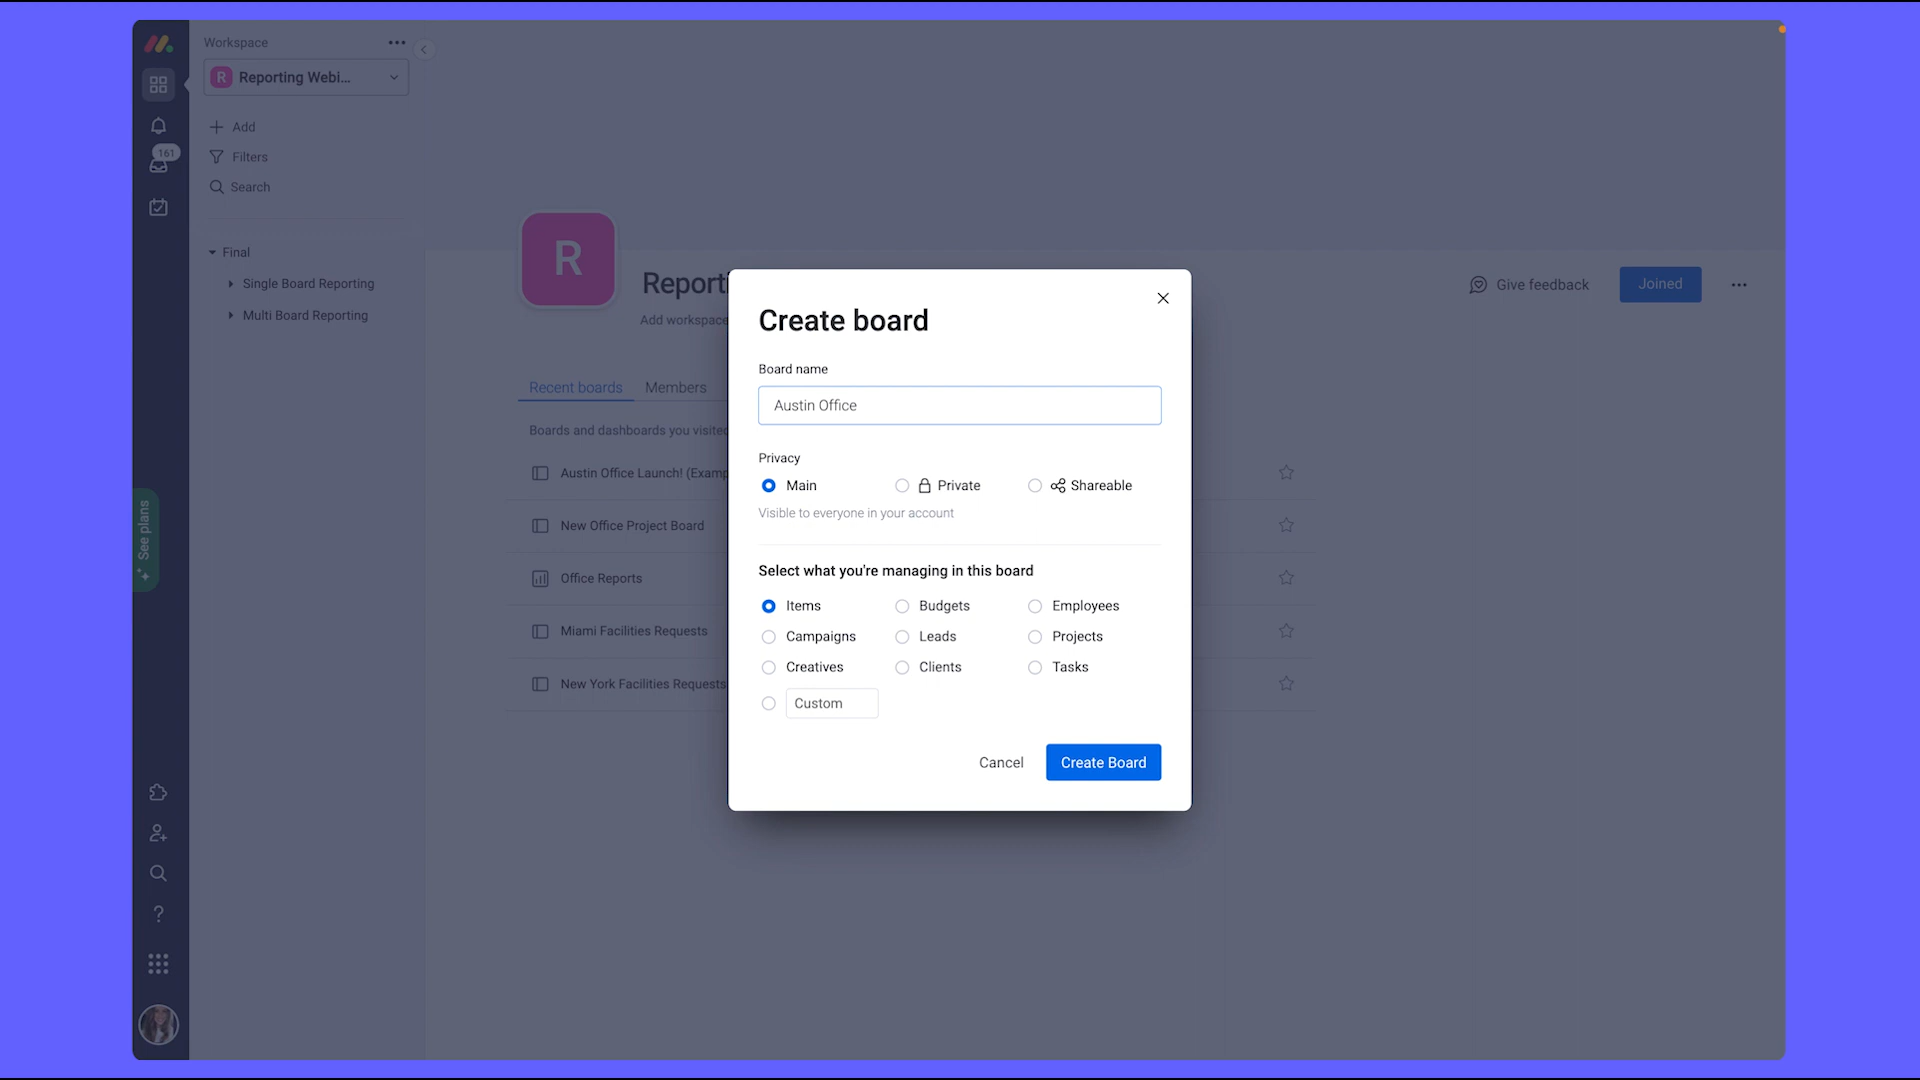 Workspace
R Reporting Webi...
Add
161
Filters
Search
Final
Single Board Reporting
Multi Board Reporting
See plans
R
Reporti
Add workspace
Give feedback
Joined
Recent boards Members
Boards and dashboards you visited
Austin Office Launch! (Examp
New Office Project Board
Office Reports
Miami Facilities Requests
New York Facilities Requests
Create board
Board name
Austin Office
Privacy
Main Private Shareable
Visible to everyone in your account
Select what you're managing in this board
Items Budgets Employees
Campaigns Leads Projects
Creatives Clients Tasks
Custom
Cancel Create Board